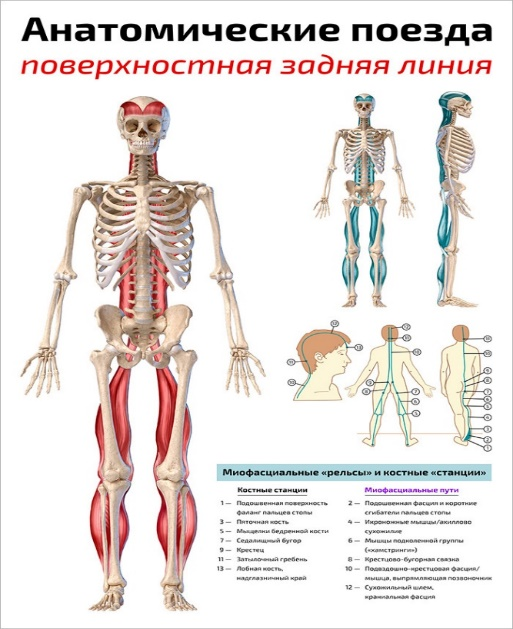 Анатомические поезда
поверхностная задняя линия
Миофасциальные «рельсы» и костные «станции»
Костные станции
1 — Подошвенная поверхность
фаланг пальцев стопы
3 — Пяточная кость
5 — Мыщелки бедренной кости
7 — Седалищный бугор
9 — Крестец
11 — Затылочный гребень
13 — Лобная кость,
надглазничный край
Миофасциальные пути
2 — Подошвенная фасция и короткие
сгибатели пальцев стопы
4 — Икроножные мышцы/ахиллово
сухожилие
6 — Мышцы подколенной группы
(«хамстринги»)
8 — Крестцово-бугорная связка
10 — Подвздошно-крестцовая фасция/
мышца, выпрямляющая позвоночник
12 — Сухожильный шлем,
краниальная фасция